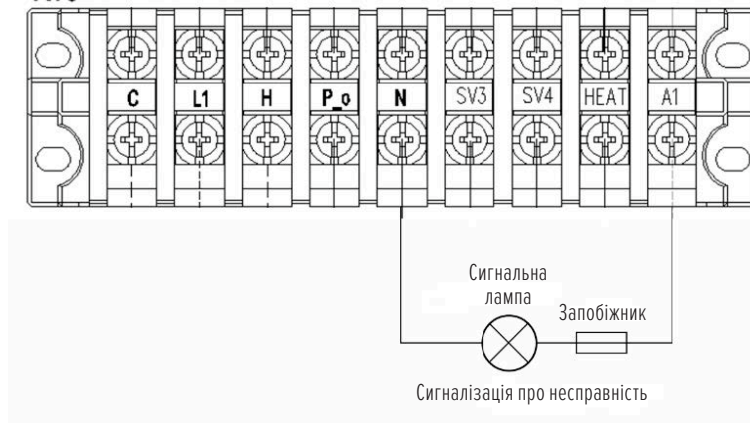 C L1 H P_o N SV3 SV4 HEAT A1
Сигнальна
лампа
Запобіжник
Сигналізація про несправність